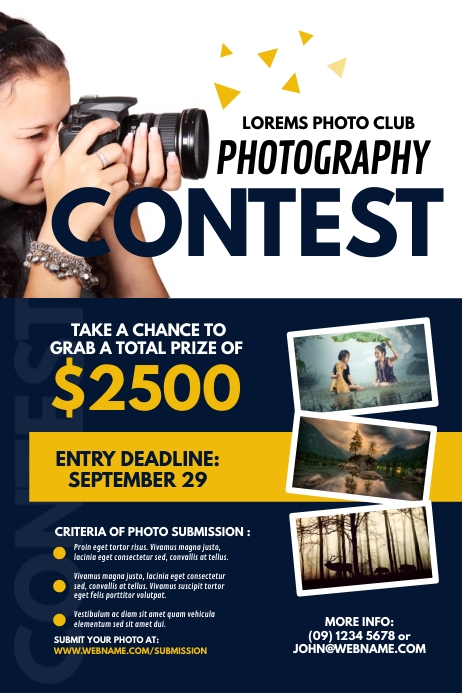 LOREMS PHOTO CLUB
PHOTOGRAPHY
CONTEST
TAKE A CHANCE TO
GRAB A TOTAL PRIZE OF
$2500
ENTRY DEADLINE:
SEPTEMBER 29
CONTEST
CRITERIA OF PHOTO SUBMISSION :
Proin eget tortor risus. Vivamus magna justo,
lacinia eget consectetur sed, convallis at tellus.
Vivamus magna justo, lacinia eget consectetur
sed, convallis at tellus. Vivamus suscipit tortor
eget felis porttitor volutpat.
Vestibulum ac diam sit amet quam vehicula
elementum sed sit amet dui.
SUBMIT YOUR PHOTO AT:
WWW.WEBNAME.COM/SUBMISSION
MORE INFO:
(09) 1234 5678 or
JOHN@WEBNAME.COM